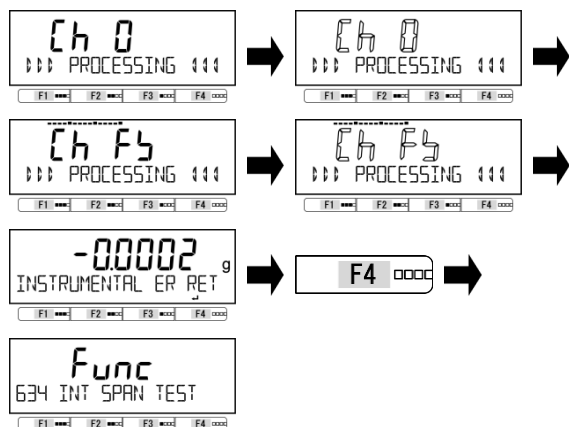 Ch 0
PROCESSING
F1 F2 F3 F4
Ch 0
PROCESSING
F1 F2 F3 F4
Ch FS
PROCESSING
F1 F2 F3 F4
Ch FS
PROCESSING
F1 F2 F3 F4
-0.0002 g
INSTRUMENTAL ER RET
F1 F2 F3 F4
F4
Func
634 INT SPAN TEST
F1 F2 F3 F4